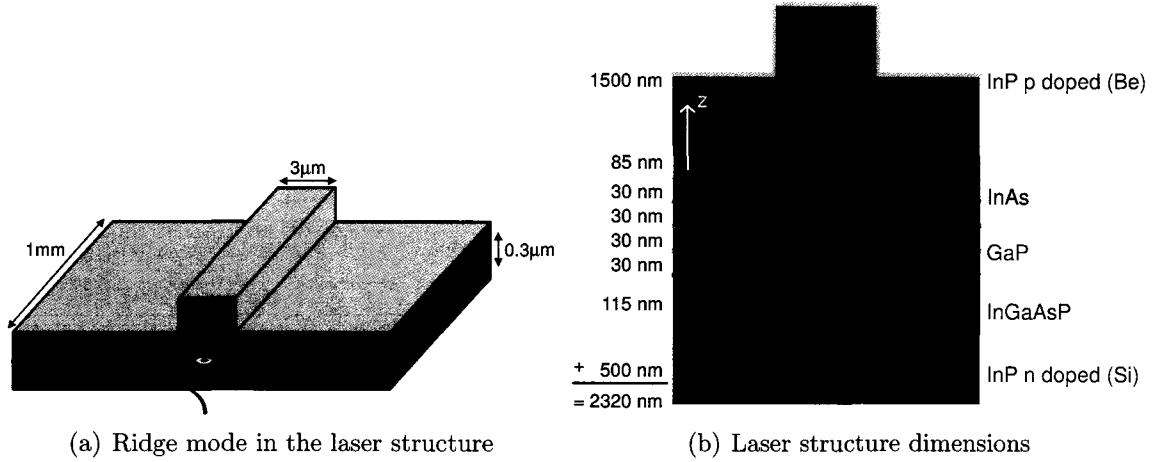 3μm
1mm
0.3μm
(a) Ridge mode in the laser structure
1500 nm
InP p doped (Be)
z
85 nm
30 nm
InAs
30 nm
30 nm
GaP
30 nm
115 nm
InGaAsP
+ 500 nm
InP n doped (Si)
= 2320 nm
(b) Laser structure dimensions